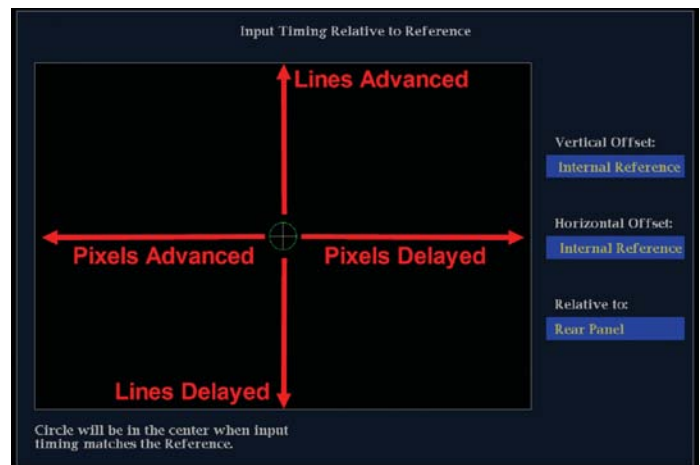 Input Timing Relative to Reference
Lines Advanced
Vertical Offset:
Internal Reference
Pixels Advanced
Pixels Delayed
Horizontal Offset:
Internal Reference
Relative to:
Rear Panel
Lines Delayed
Circle will be in the center when input
timing matches the Reference.